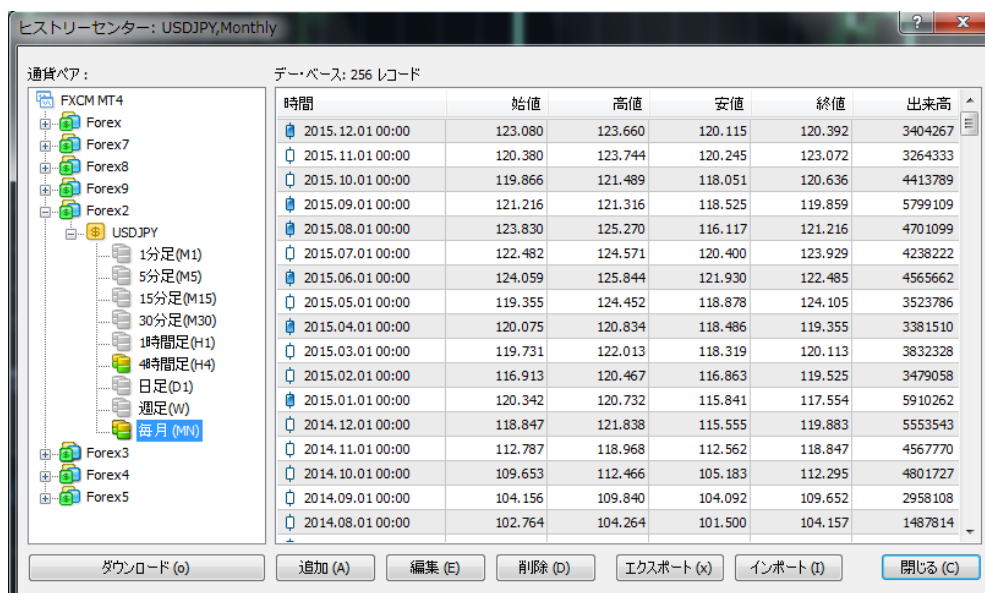 ヒストリーセンター: USDJPY,Monthly
通貨ペア:
データ・ベース: 256 レコード
FXCM MT4
Forex
Forex7
Forex8
Forex9
Forex2
USDJPY
1分足(M1)
5分足(M5)
15分足(M15)
30分足(M30)
1時間足(H1)
4時間足(H4)
日足(D1)
週足(W)
毎月(MN)
Forex3
Forex4
Forex5
時間 始値 高値 安値 終値 出来高
2015.12.01 00:00 123.080 123.660 120.115 120.392 3404267
2015.11.01 00:00 120.380 123.744 120.245 123.072 3264333
2015.10.01 00:00 119.866 121.489 118.051 120.636 4413789
2015.09.01 00:00 121.216 121.316 118.525 119.859 5799109
2015.08.01 00:00 123.830 125.270 116.117 121.216 4701099
2015.07.01 00:00 122.482 124.571 120.400 123.929 4238222
2015.06.01 00:00 124.059 125.844 121.930 122.485 4565662
2015.05.01 00:00 119.355 124.452 118.878 124.105 3523786
2015.04.01 00:00 120.075 120.834 118.486 119.355 3381510
2015.03.01 00:00 119.731 122.013 118.319 120.113 3832328
2015.02.01 00:00 116.913 120.467 116.863 119.525 3479058
2015.01.01 00:00 120.342 120.732 115.841 117.554 5910262
2014.12.01 00:00 118.847 121.838 115.555 119.883 5553543
2014.11.01 00:00 112.787 118.968 112.562 118.847 4567770
2014.10.01 00:00 109.653 112.466 105.183 112.295 4801727
2014.09.01 00:00 104.156 109.840 104.092 109.652 2958108
2014.08.01 00:00 102.764 104.264 101.500 104.157 1487814
ダウンロード (o) 追加 (A) 編集 (E) 削除 (D) エクスポート (x) インポート (I) 閉じる (C)